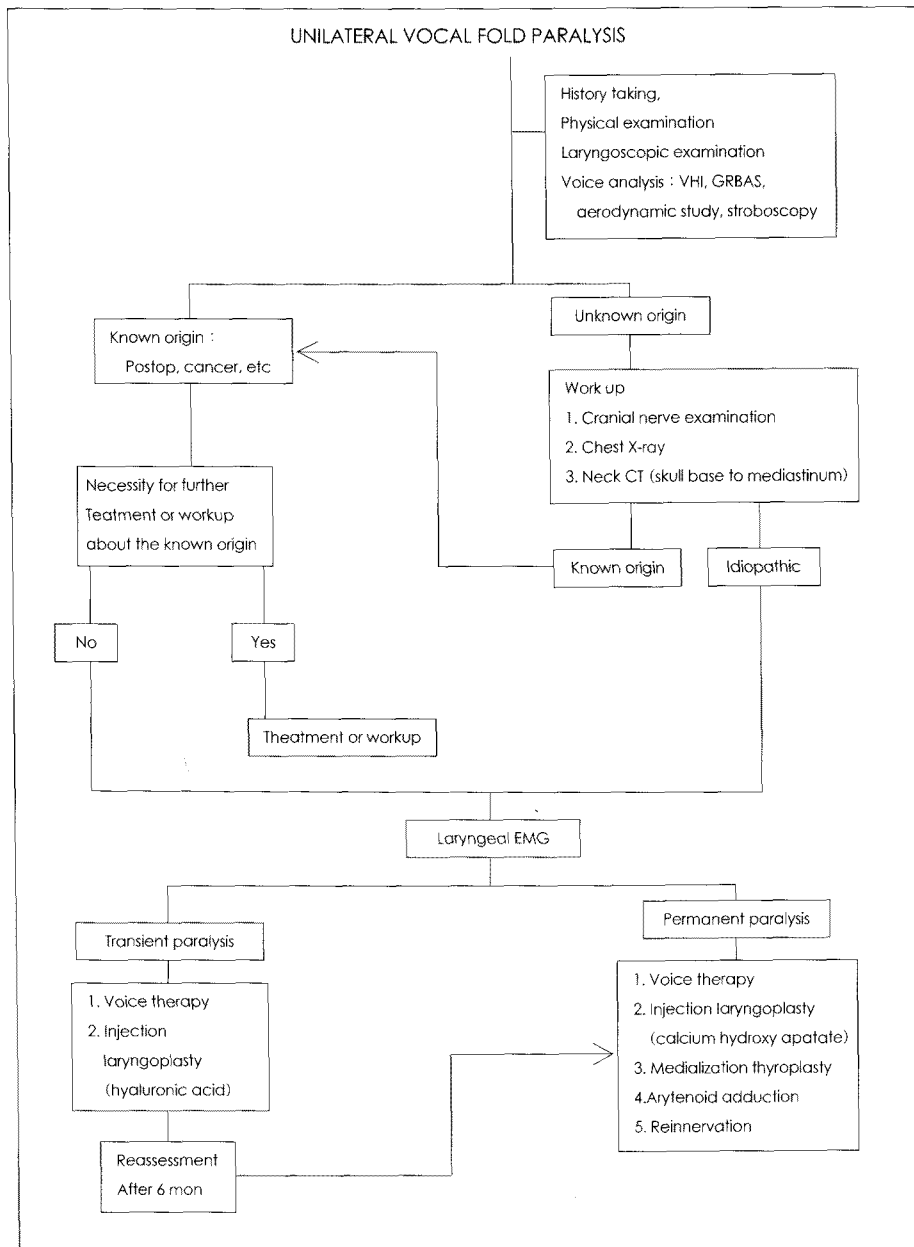 UNILATERAL VOCAL FOLD PARALYSIS
History taking,
Physical examination
Laryngoscopic examination
Voice analysis : VHI, GRBAS,
aerodynamic study, stroboscopy
Known origin :
Postop, cancer, etc
Unknown origin
Work up
1. Cranial nerve examination
2. Chest X-ray
3. Neck CT (skull base to mediastinum)
Necessity for further
Teatment or workup
about the known origin
Known origin
Idiopathic
No
Yes
Theatment or workup
Laryngeal EMG
Transient paralysis
Permanent paralysis
1. Voice therapy
2. Injection
laryngoplasty
(hyaluronic acid)
1. Voice therapy
2. Injection laryngoplasty
(calcium hydroxy apatate)
3. Medialization thyroplasty
4.Arytenoid adduction
5. Reinnervation
Reassessment
After 6 mon